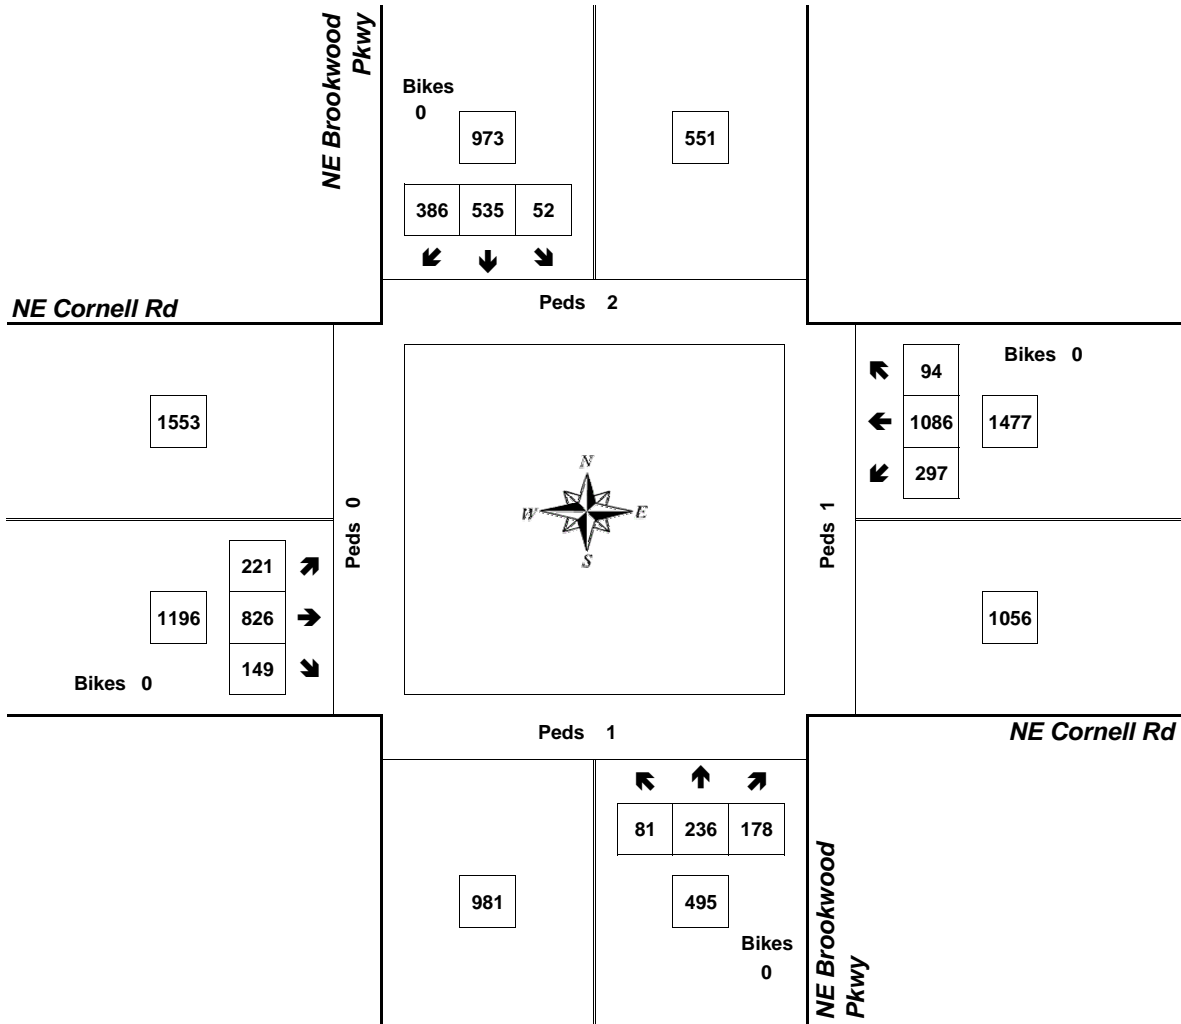 NE Brookwood
Pkwy
Bikes
0
973
551
386 535 52
Peds 2
NE Cornell Rd
94
Bikes 0
1553
1086 1477
297
N
W E
S
Peds 0
Peds 1
221
1196 826
1056
149
Bikes 0
Peds 1
NE Cornell Rd
81 236 178
981
495
Bikes
0
NE Brookwood
Pkwy